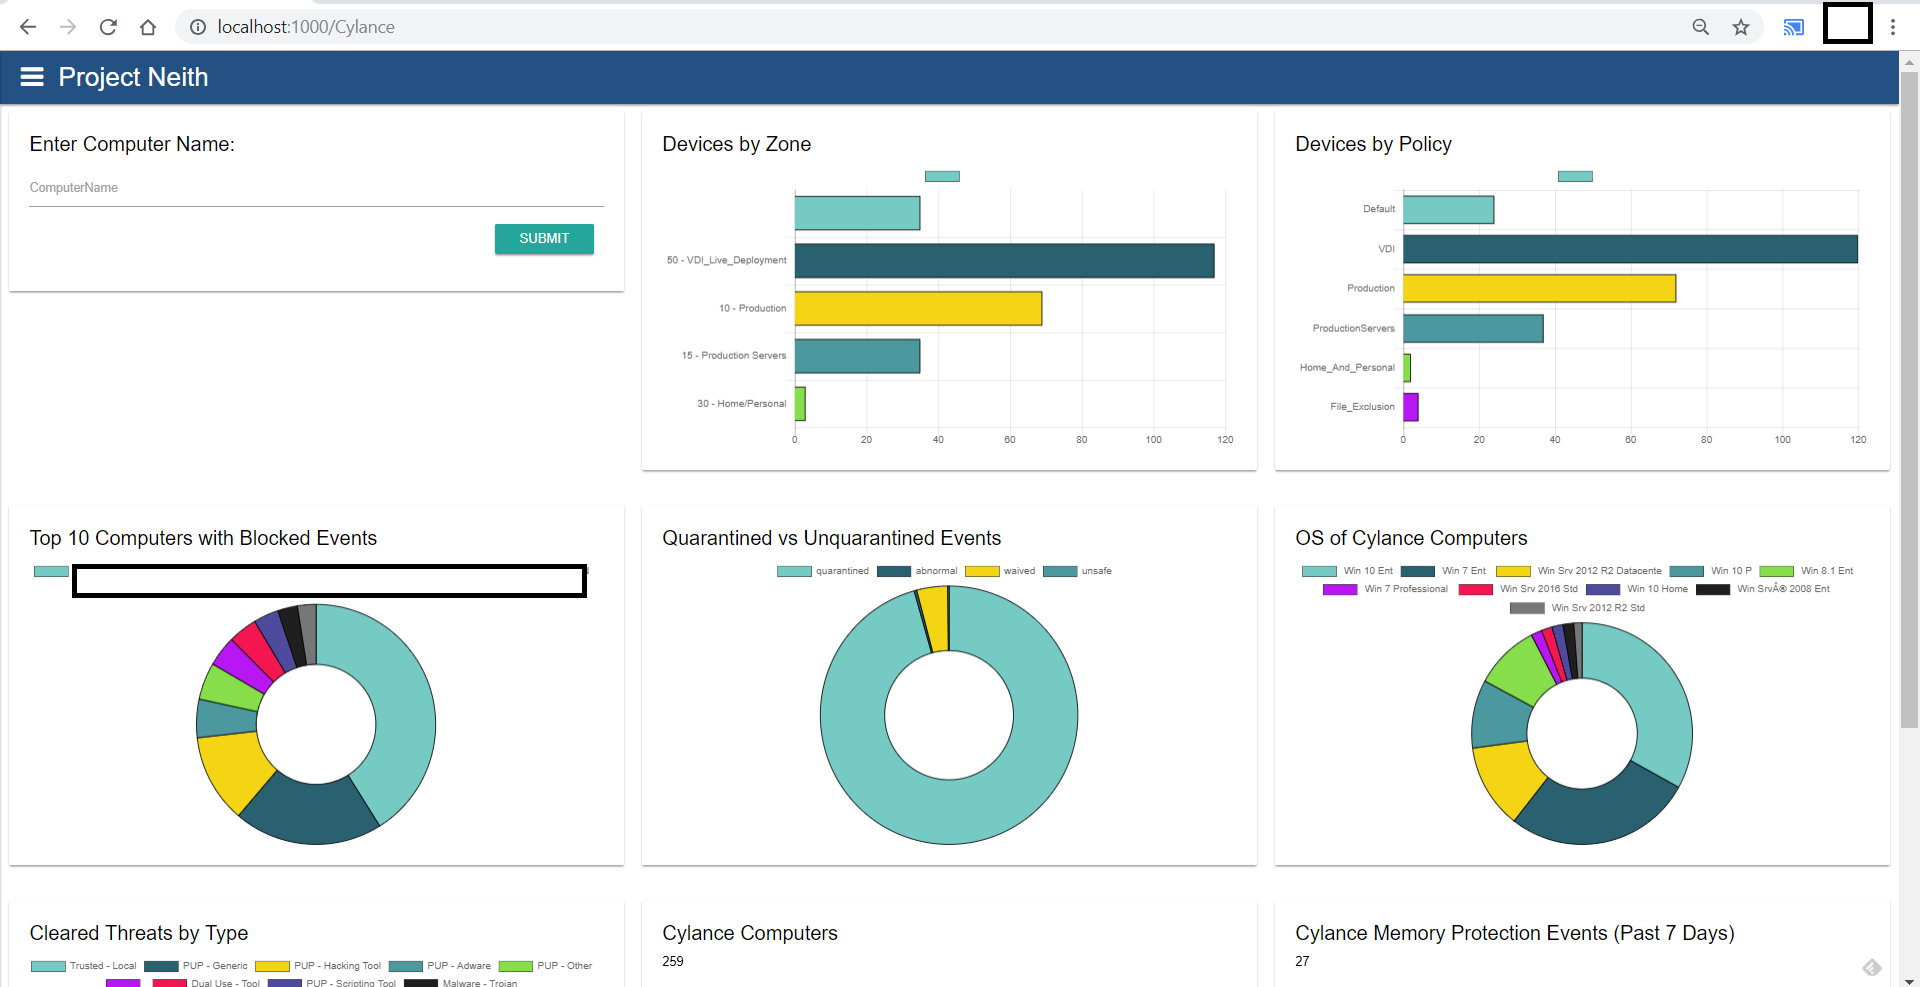 localhost:1000/Cylance
Project Neith
Enter Computer Name:
ComputerName
SUBMIT
Devices by Zone
50 - VDI_Live_Deployment
10 - Production
15 - Production Servers
30 - Home/Personal
0 20 40 60 80 100 120
Devices by Policy
Default
VDI
Production
ProductionServers
Home_And_Personal
File_Exclusion
0 20 40 60 80 100 120
Top 10 Computers with Blocked Events
Quarantined vs Unquarantined Events
quarantined abnormal waived unsafe
OS of Cylance Computers
Win 10 Ent Win 7 Ent Win Srv 2012 R2 Datacente Win 10 P Win 8.1 Ent
Win 7 Professional Win Srv 2016 Std Win 10 Home Win SrvÂ® 2008 Ent
Win Srv 2012 R2 Std
Cleared Threats by Type
Trusted - Local PUP - Generic PUP - Hacking Tool PUP - Adware PUP - Other
Dual Use - Tool PUP - Scripting Tool Malware - Trojan
Cylance Computers
259
Cylance Memory Protection Events (Past 7 Days)
27